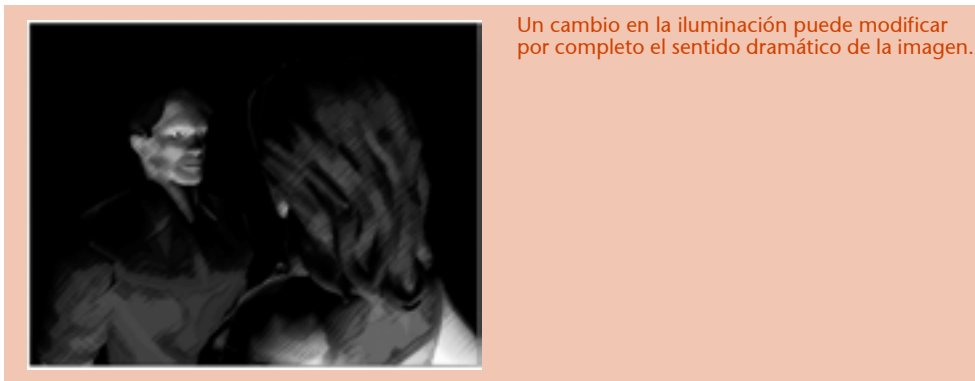 Un cambio en la iluminación puede modificar
por completo el sentido dramático de la imagen.